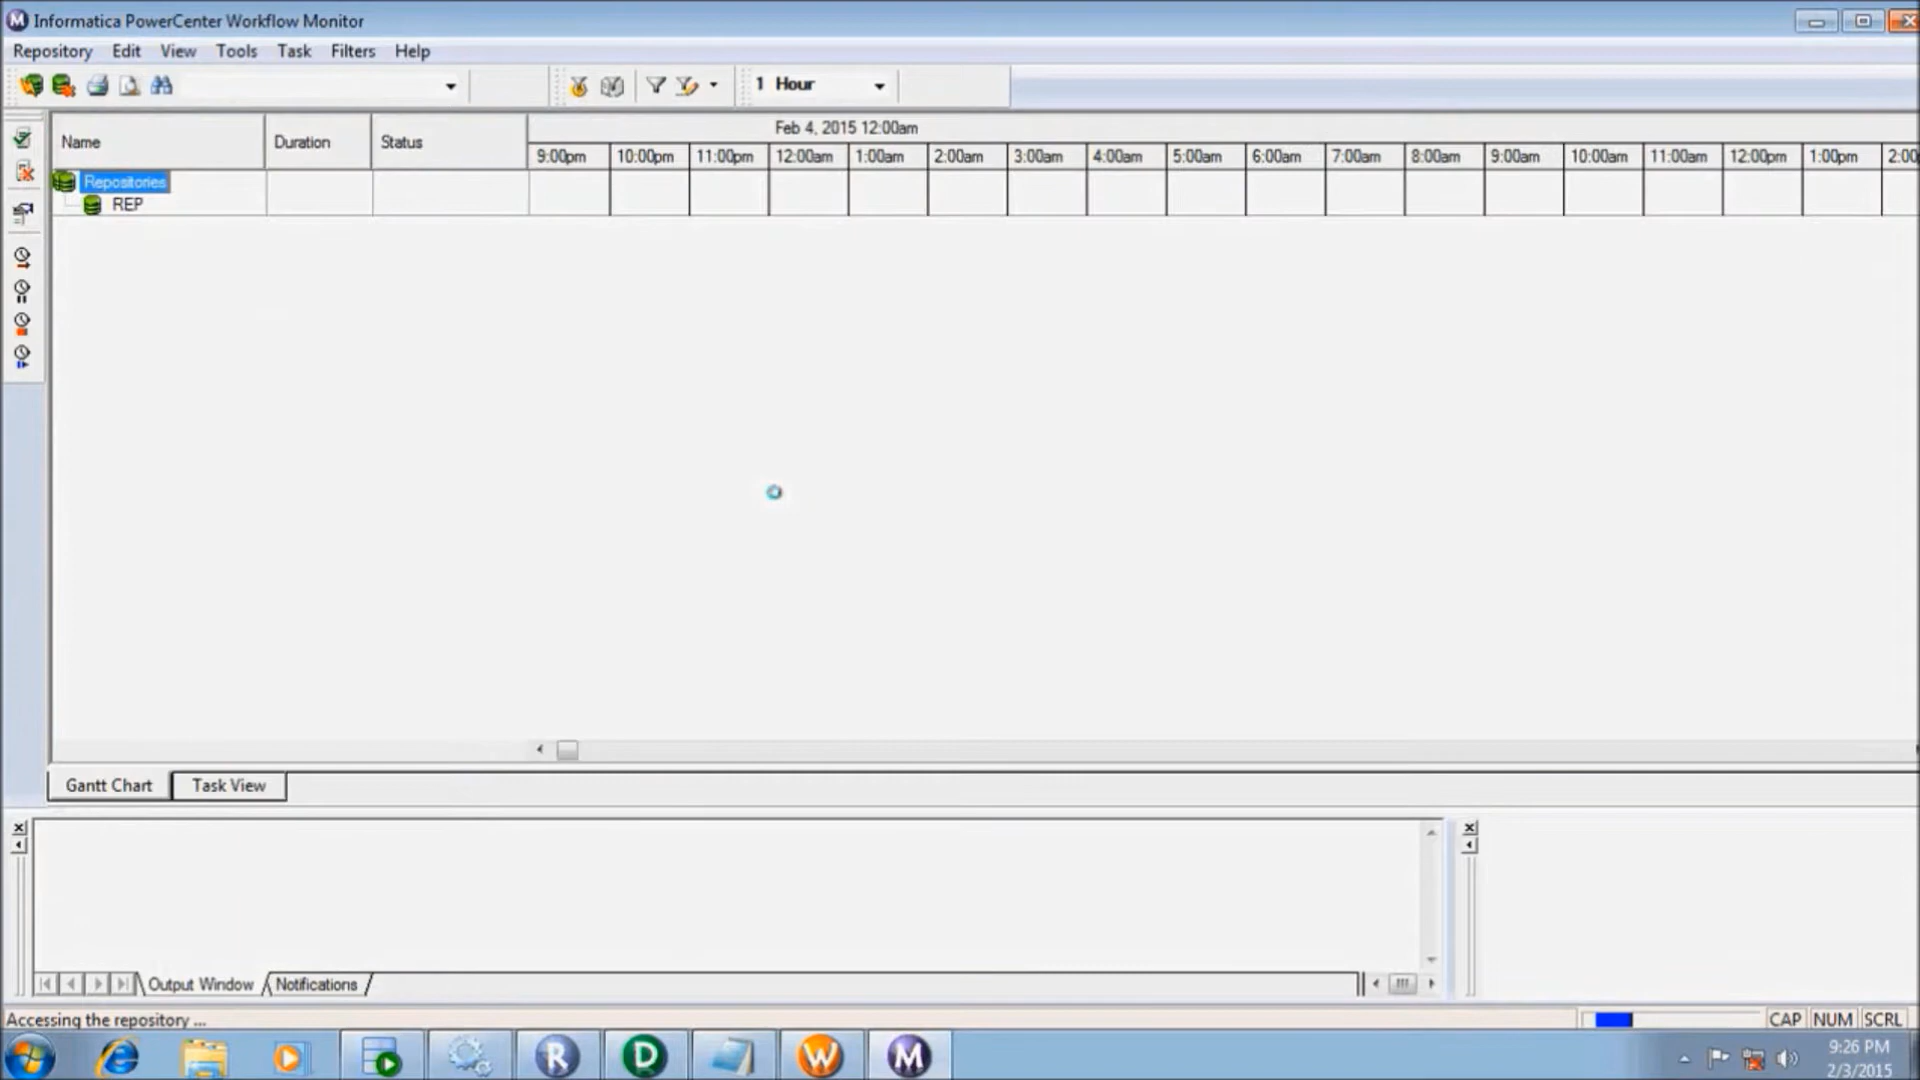 Informatica PowerCenter Workflow Monitor
Repository Edit View Tools Task Filters Help
1 Hour
Name Duration Status
Feb 4, 2015 12:00am
9:00pm 10:00pm 11:00pm 12:00am 1:00am 2:00am 3:00am 4:00am 5:00am 6:00am 7:00am 8:00am 9:00am 10:00am 11:00am 12:00pm 1:00pm 2:00
Repositories
REP
Gantt Chart Task View
Output Window Notifications
Accessing the repository ...
CAP NUM SCRL
R D W M
9:26 PM
2/3/2015